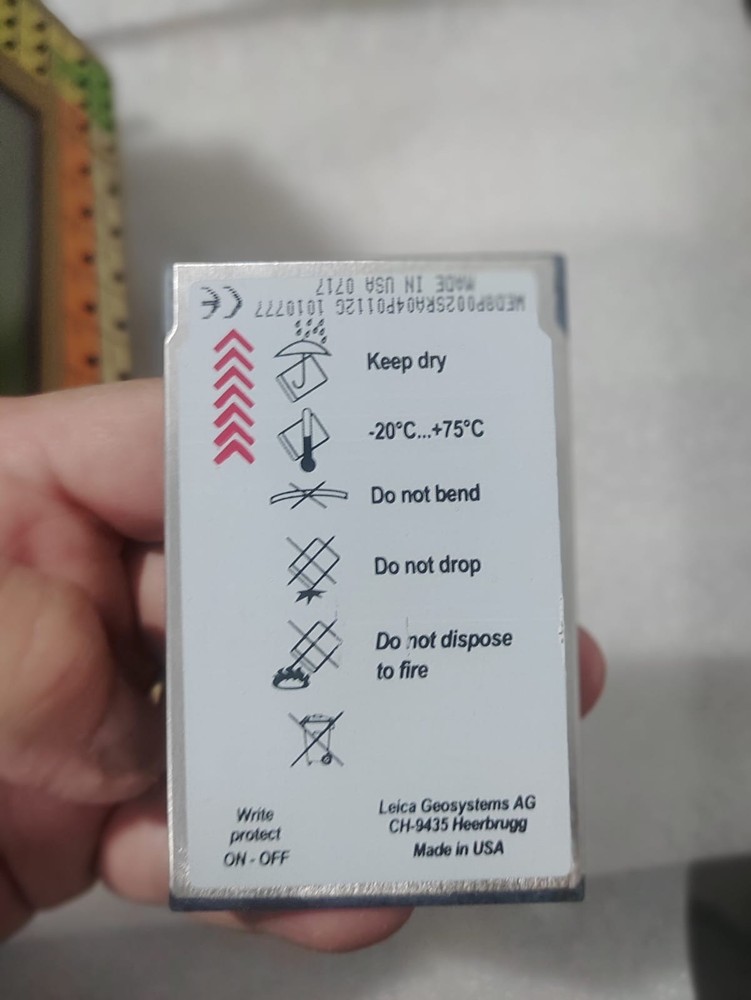 MADE IN USA 0717
WED8P002SRA04P0112G 1010777
CE
Keep dry
-20°C...+75°C
Do not bend
Do not drop
Do not dispose
to fire
Write
protect
ON - OFF
Leica Geosystems AG
CH-9435 Heerbrugg
Made in USA